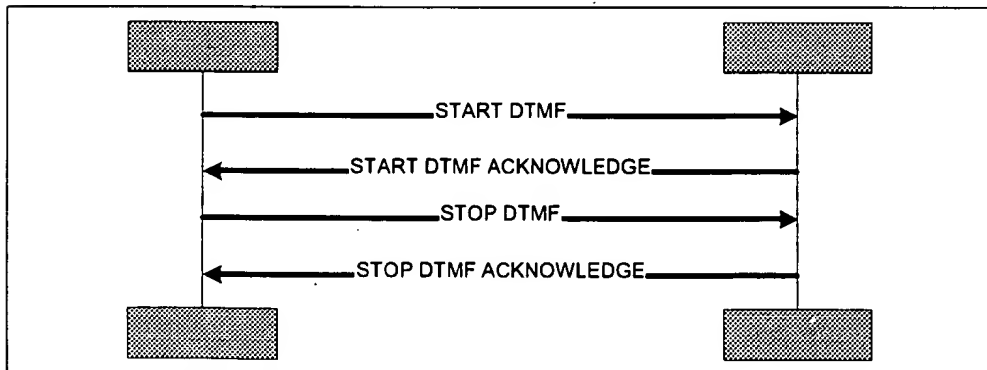 START DTMF
START DTMF ACKNOWLEDGE
STOP DTMF
STOP DTMF ACKNOWLEDGE